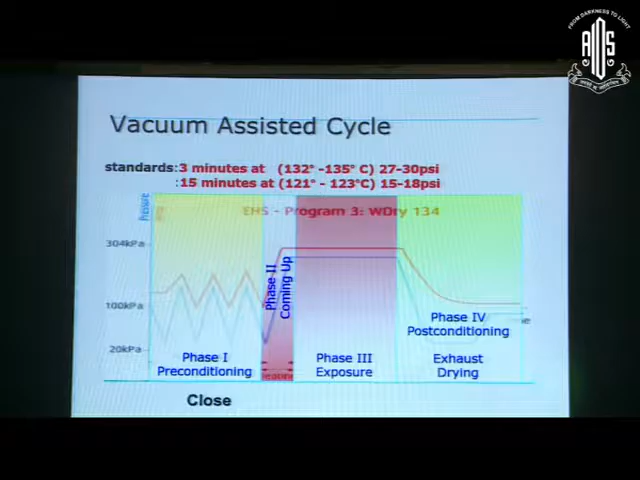 FROM DARKNESS TO LIGHT
Vacuum Assisted Cycle
standards:3 minutes at (132° -135° C) 27-30psi
:15 minutes at (121° - 123°C) 15-18psi
Pressure
EHS - Program 3: WDry 134
304kPa
100kPa
20kPa
Phase I
Preconditioning
Phase II
Coming Up
Phase III
Exposure
Phase IV
Postconditioning
Exhaust
Drying
Close